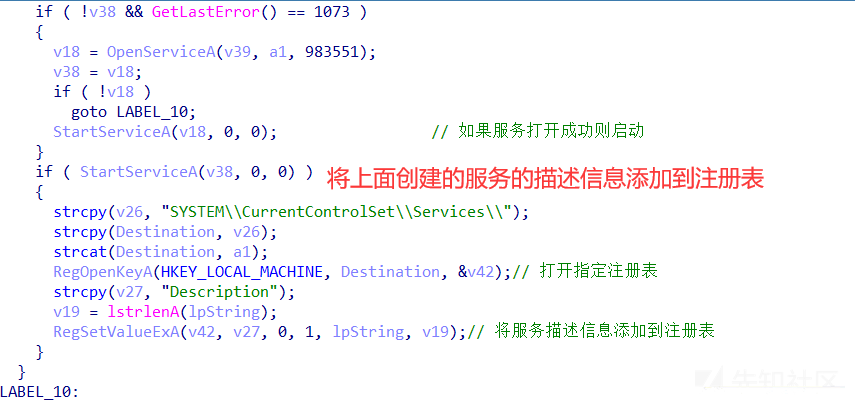 if ( !v38 && GetLastError() == 1073 )
{
v18 = OpenServiceA(v39, a1, 983551);
v38 = v18;
if ( !v18 )
goto LABEL_10;
StartServiceA(v18, 0, 0); // 如果服务打开成功则启动
}
if ( StartServiceA(v38, 0, 0) ) 将上面创建的服务的描述信息添加到注册表
{
strcpy(v26, "SYSTEM\\CurrentControlSet\\Services\\");
strcpy(Destination, v26);
strcat(Destination, a1);
RegOpenKeyA(HKEY_LOCAL_MACHINE, Destination, &v42);// 打开指定注册表
strcpy(v27, "Description");
v19 = lstrlenA(lpString);
RegSetValueExA(v42, v27, 0, 1, lpString, v19);// 将服务描述信息添加到注册表
}
}
LABEL_10:
先知社区